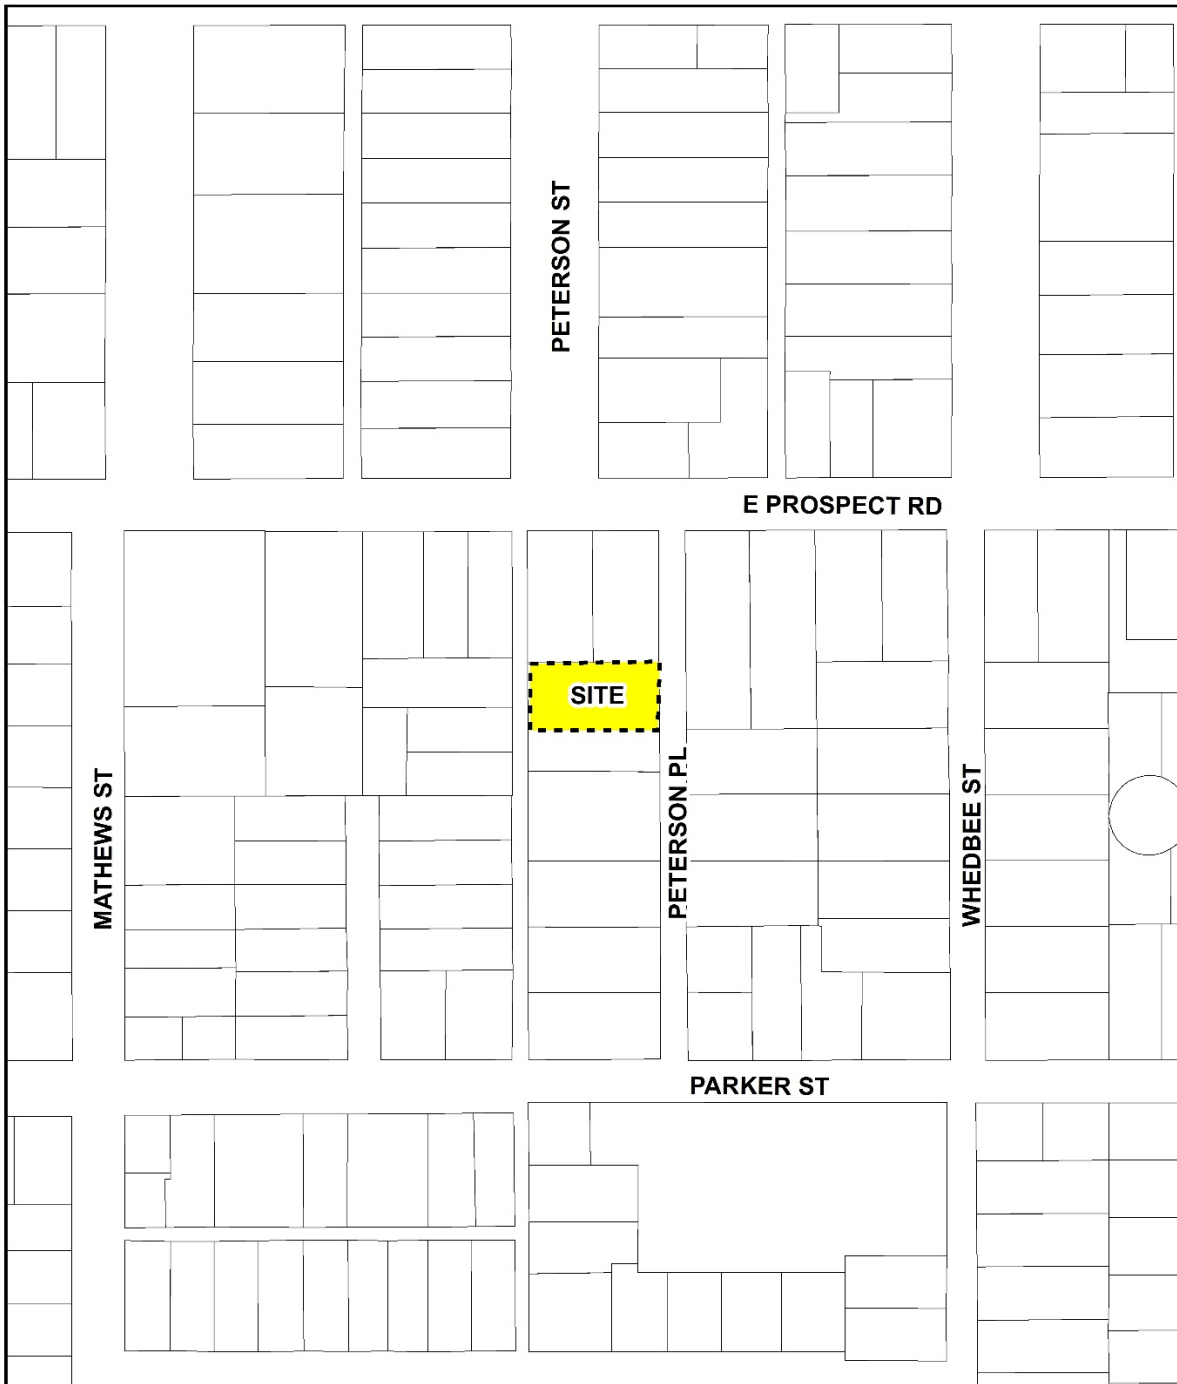 PETERSON ST
E PROSPECT RD
SITE
MATHEWS ST
PETERSON PL
WHEDBEE ST
PARKER ST